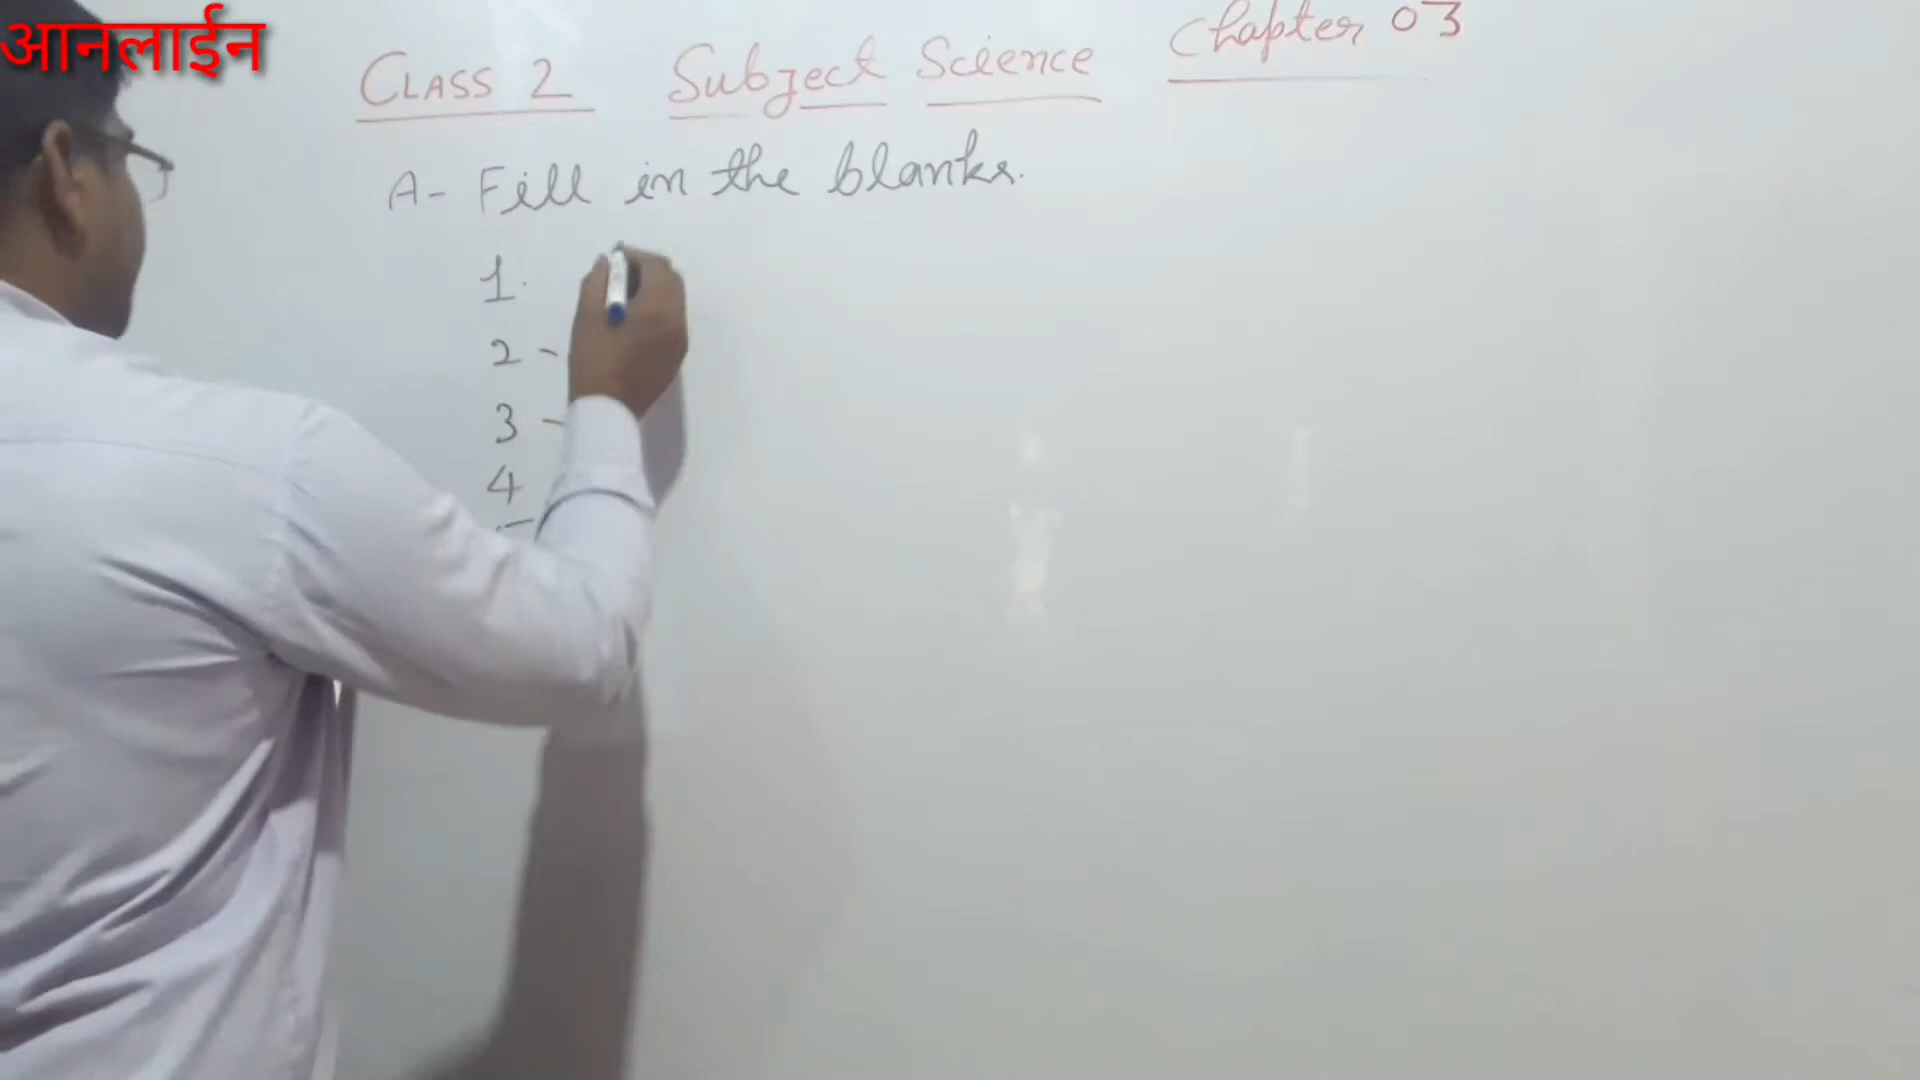 आनलाईन
CLASS 2 Subject Science Chapter 03
A- Fill in the blanks.
1.
2 -
3 -
4